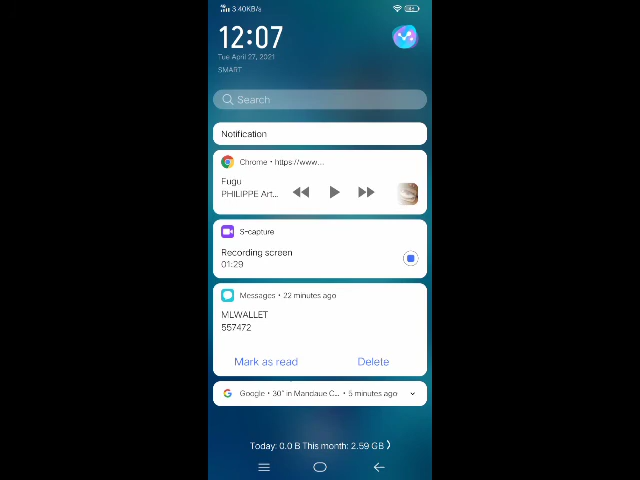 3.40KB/s
12:07
Tue April 27, 2021
SMART
Search
Notification
Chrome • https://www...
Fugu
PHILIPPE Art...
S-capture
Recording screen
01:29
Messages • 22 minutes ago
MLWALLET
557472
Mark as read
Delete
Google • 30° in Mandaue C... • 5 minutes ago
Today: 0.0 B This month: 2.59 GB ⟩